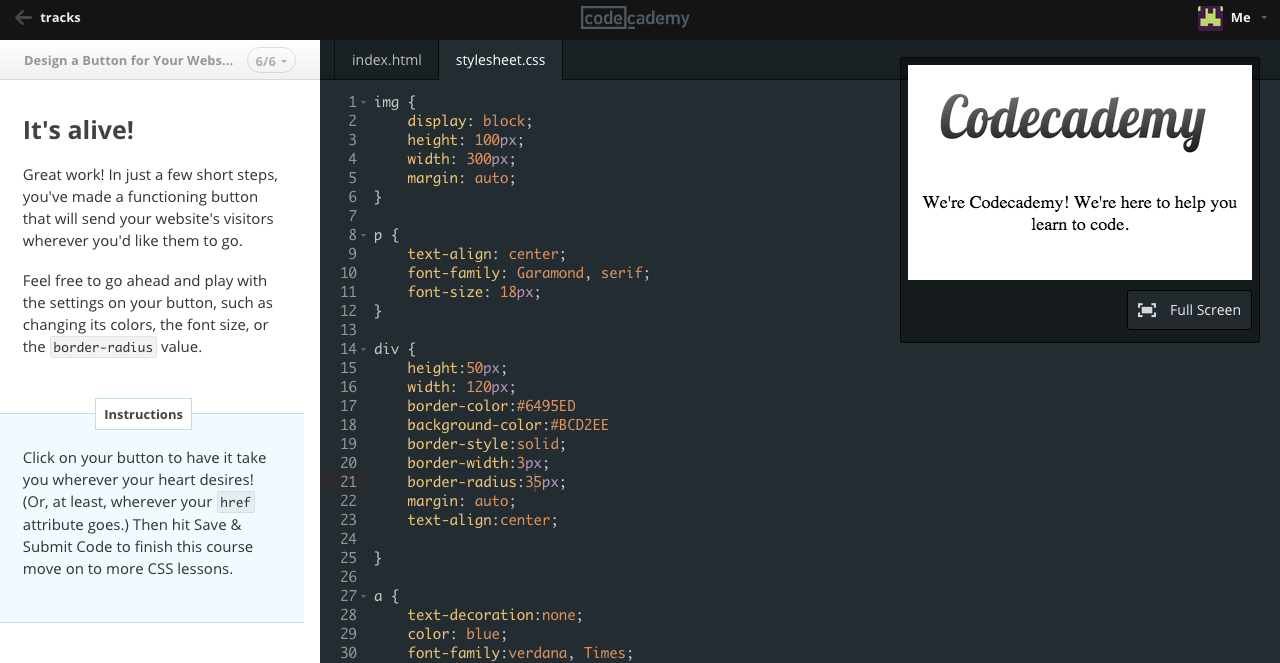 tracks
codecademy
Me
Design a Button for Your Webs...
6/6
index.html
stylesheet.css
It's alive!
Great work! In just a few short steps,
you've made a functioning button
that will send your website's visitors
wherever you'd like them to go.
Feel free to go ahead and play with
the settings on your button, such as
changing its colors, the font size, or
the border-radius value.
Instructions
Click on your button to have it take
you wherever your heart desires!
(Or, at least, wherever your href
attribute goes.) Then hit Save &
Submit Code to finish this course
move on to more CSS lessons.
1 img {
2 display: block;
3 height: 100px;
4 width: 300px;
5 margin: auto;
6 }
7
8 p {
9 text-align: center;
10 font-family: Garamond, serif;
11 font-size: 18px;
12 }
13
14 div {
15 height:50px;
16 width: 120px;
17 border-color:#6495ED
18 background-color:#BCD2EE
19 border-style:solid;
20 border-width:3px;
21 border-radius:35px;
22 margin: auto;
23 text-align:center;
24
25 }
26
27 a {
28 text-decoration:none;
29 color: blue;
30 font-family:verdana, Times;
Codecademy
We're Codecademy! We're here to help you
learn to code.
Full Screen